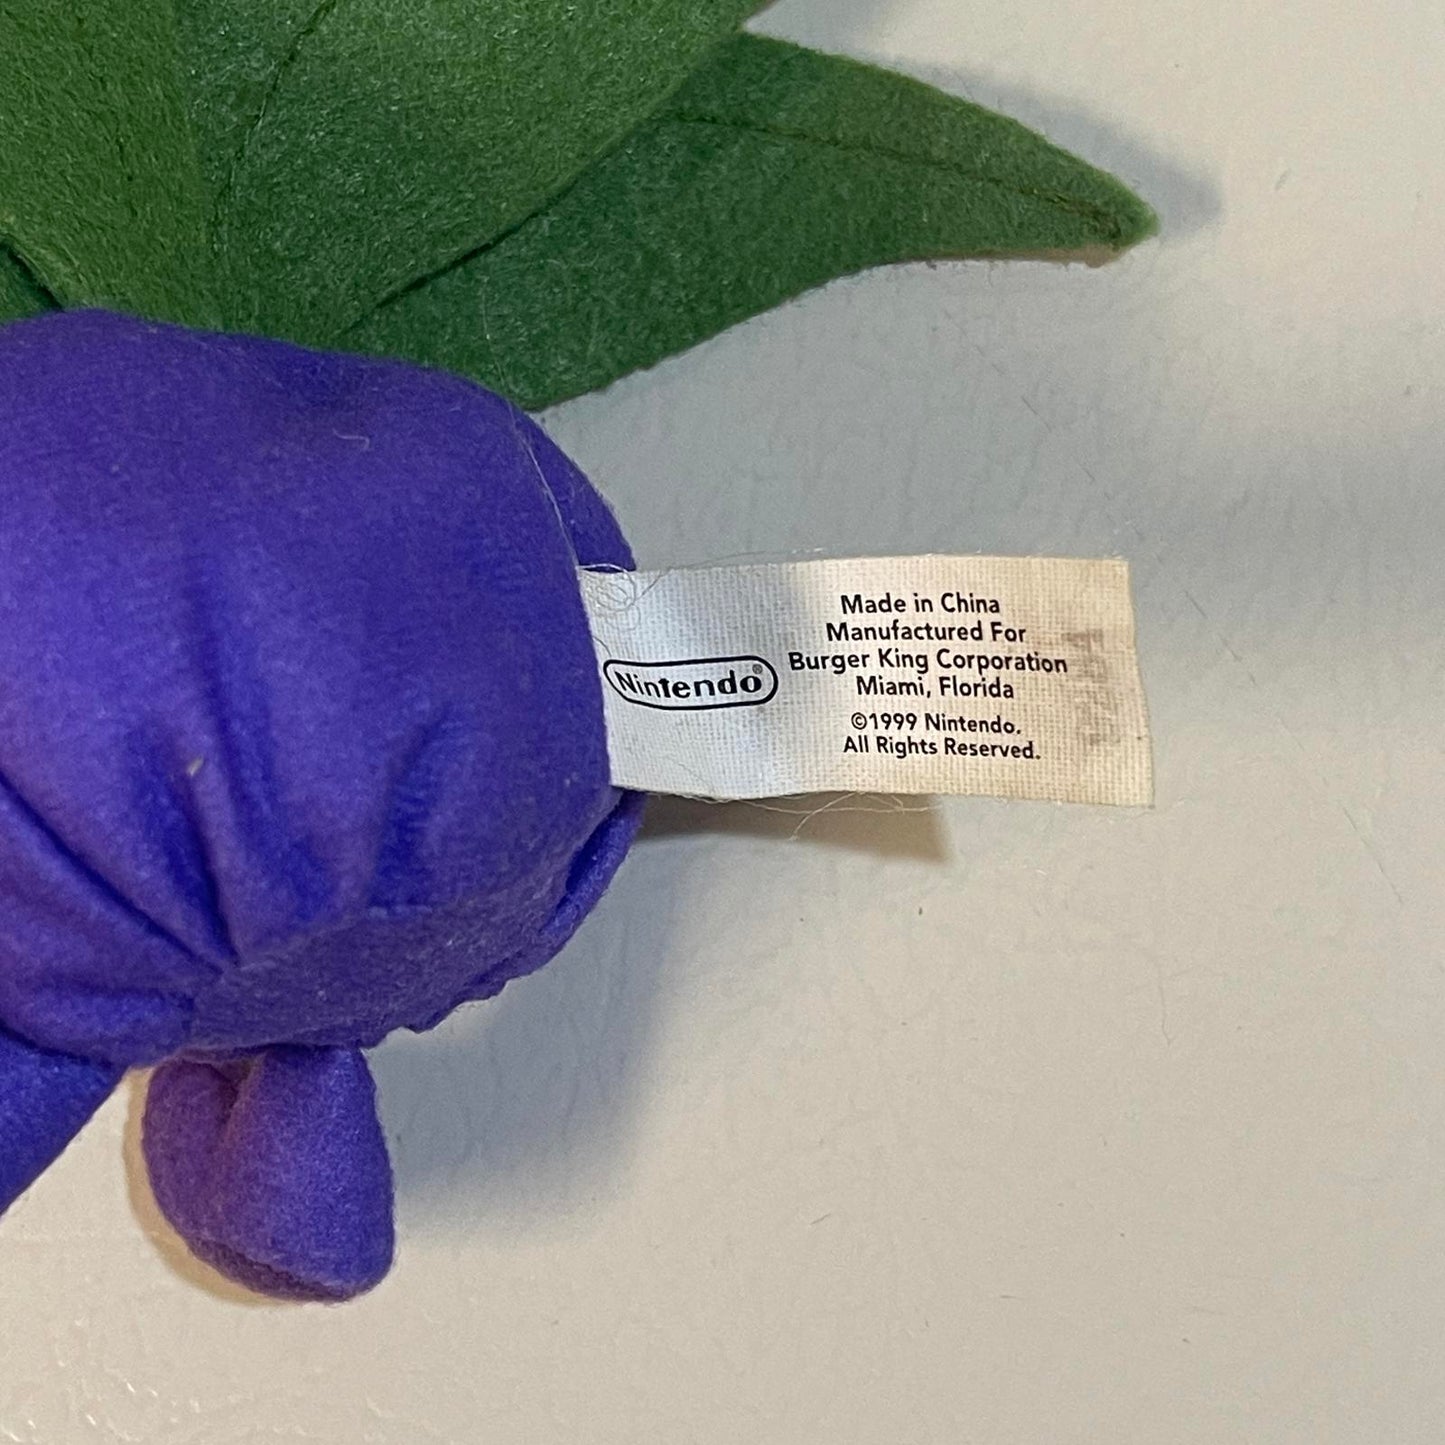 Nintendo®
Made in China
Manufactured For
Burger King Corporation
Miami, Florida
©1999 Nintendo.
All Rights Reserved.